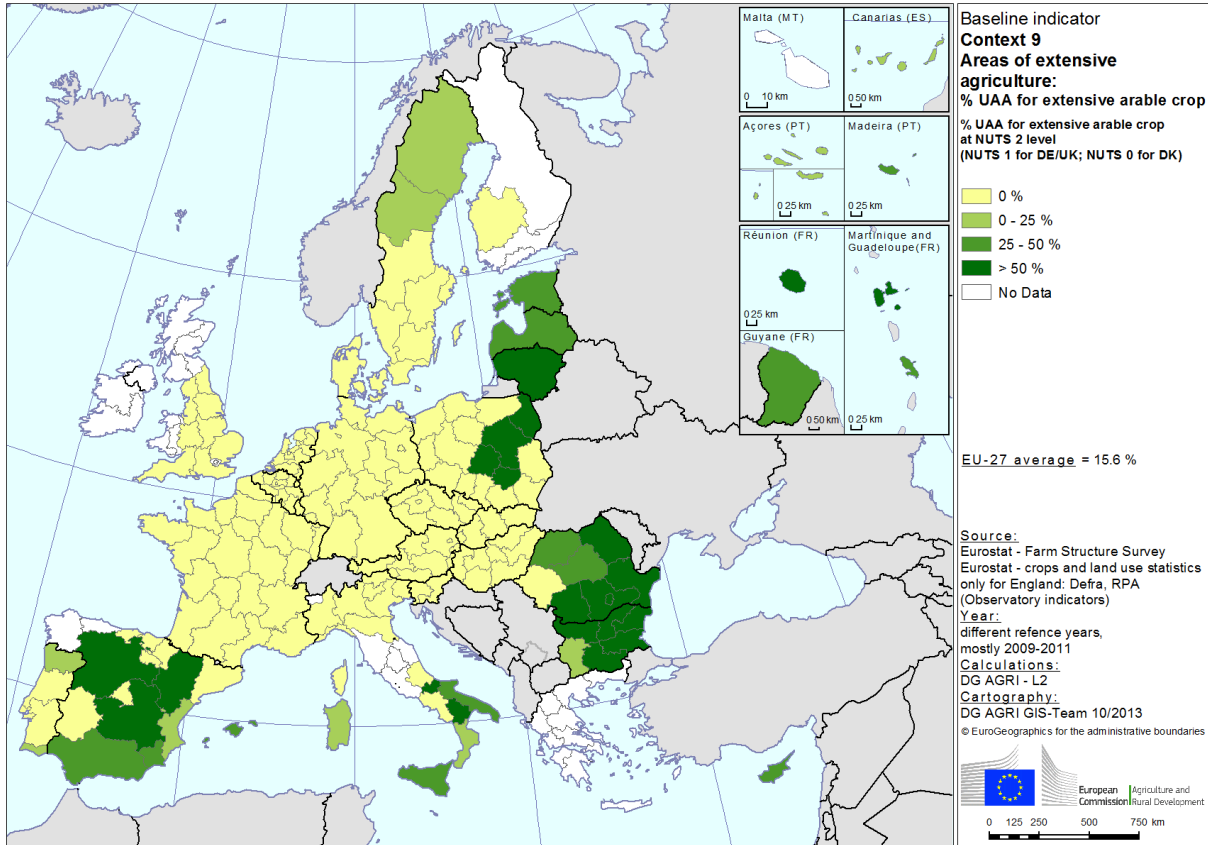 Malta (MT)
0 10 km
Canarias (ES)
0 50 km
Açores (PT)
0 25 km
Madeira (PT)
0 25 km
Réunion (FR)
0 25 km
Martinique and
Guadeloupe(FR)
0 25 km
Guyane (FR)
0 50 km
Baseline indicator
Context 9
Areas of extensive
agriculture:
% UAA for extensive arable crop
% UAA for extensive arable crop
at NUTS 2 level
(NUTS 1 for DE/UK; NUTS 0 for DK)
0 %
0 - 25 %
25 - 50 %
> 50 %
No Data
EU-27 average = 15.6 %
Source:
Eurostat - Farm Structure Survey
Eurostat - crops and land use statistics
only for England: Defra, RPA
(Observatory indicators)
Year:
different refence years,
mostly 2009-2011
Calculations:
DG AGRI - L2
Cartography:
DG AGRI GIS-Team 10/2013
© EuroGeographics for the administrative boundaries
European
Commission
Agriculture and
Rural Development
0 125 250 500 750 km